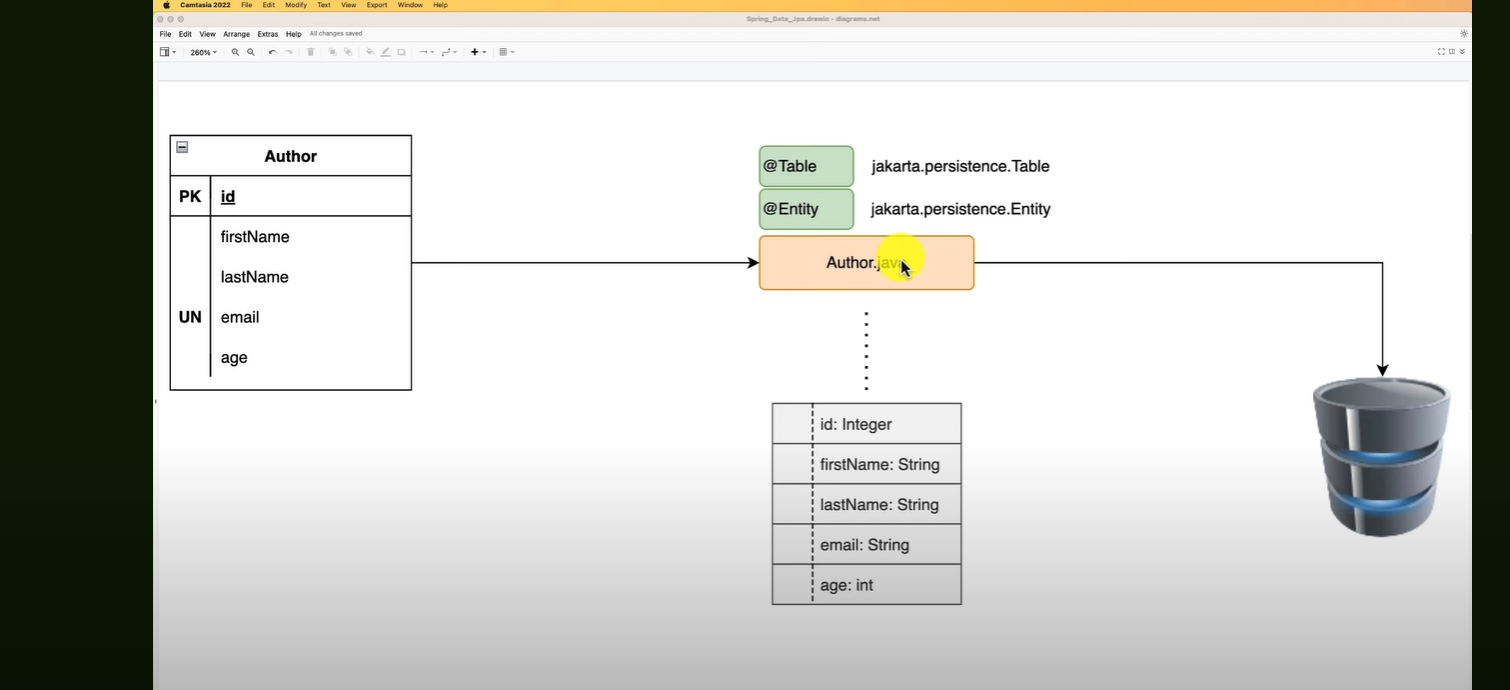 Camtasia 2022 File Edit Modify Text View Export Window Help
Spring_Data_Jpa.drawio - diagrams.net
File Edit View Arrange Extras Help All changes saved
260%
Author
PK id
firstName
lastName
UN email
age
@Table jakarta.persistence.Table
@Entity jakarta.persistence.Entity
Author.java
id: Integer
firstName: String
lastName: String
email: String
age: int